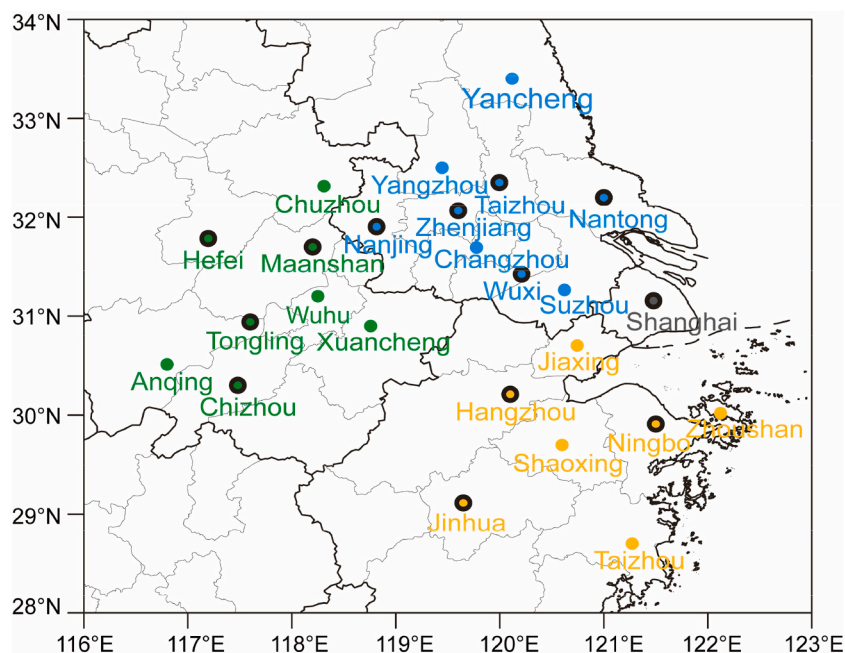 34°N
33°N
32°N
31°N
30°N
29°N
28°N
Yancheng
Yangzhou
Taizhou
Chuzhou
Nantong
Zhenjiang
Nanjing
Hefei
Maanshan
Changzhou
Wuxi
Suzhou
Wuhu
Shanghai
Tongling
Xuancheng
Jiaxing
Anqing
Chizhou
Hangzhou
Zhoushan
Ningbo
Shaoxing
Jinhua
Taizhou
116°E
117°E
118°E
119°E
120°E
121°E
122°E
123°E